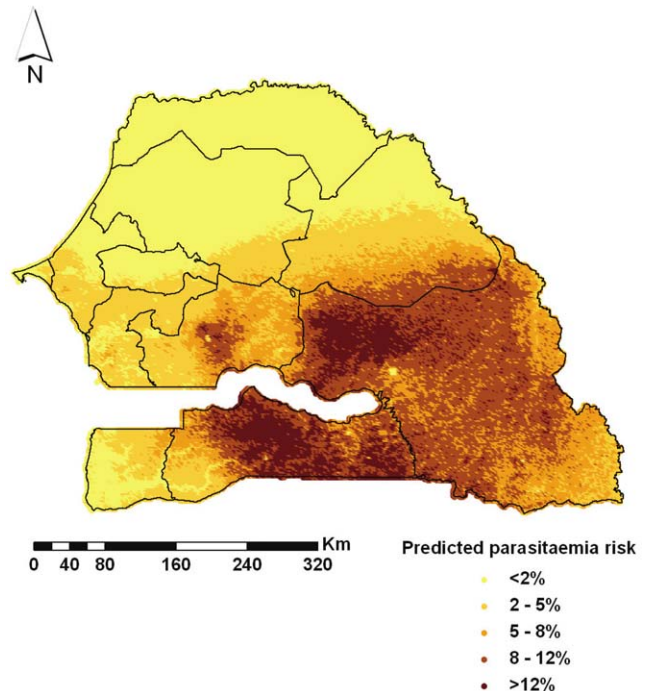 N
Km
0 40 80 160 240 320
Predicted parasitaemia risk
<2%
2 - 5%
5 - 8%
8 - 12%
>12%